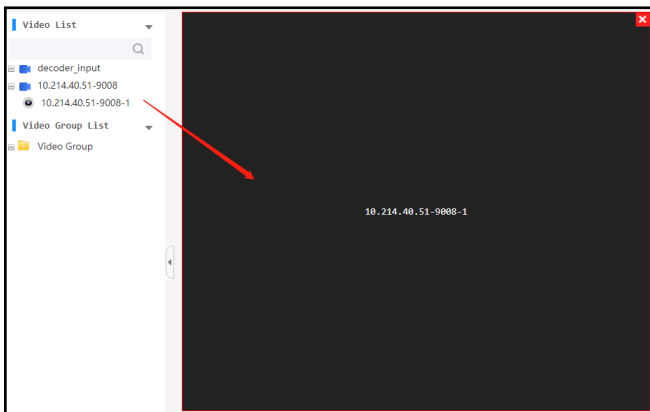 Video List
decoder_input
10.214.40.51-9008
10.214.40.51-9008-1
Video Group List
Video Group
10.214.40.51-9008-1